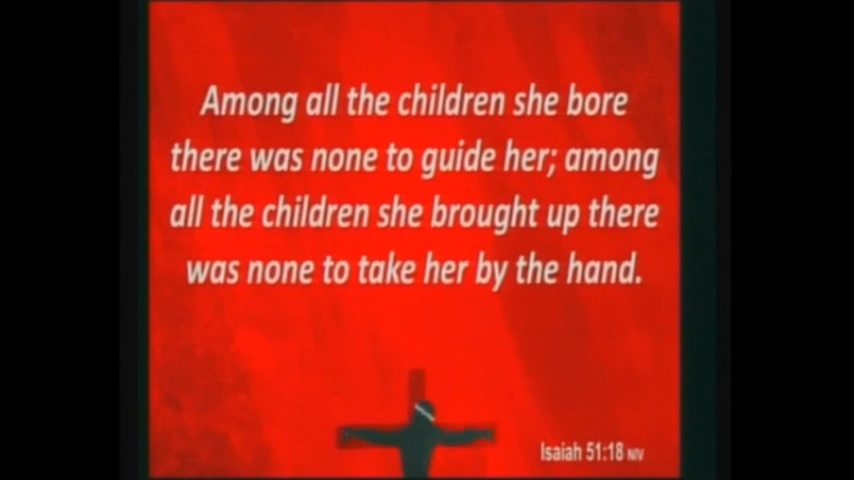 Among all the children she bore
there was none to guide her; among
all the children she brought up there
was none to take her by the hand.
Isaiah 51:18 NIV